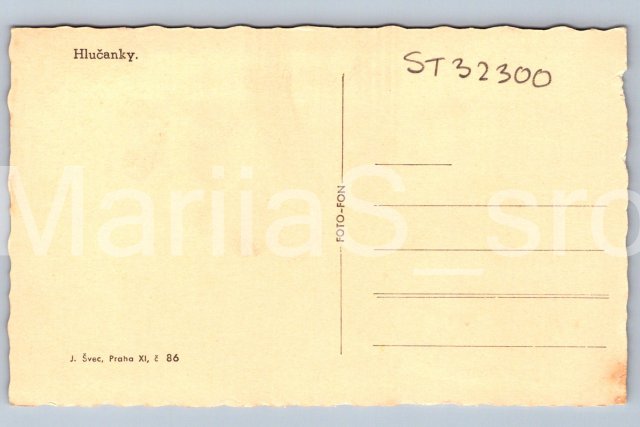 Hlučanky.
ST32300
FOTO-FON
MariiaS_sro
J. Švec, Praha XI, č 86